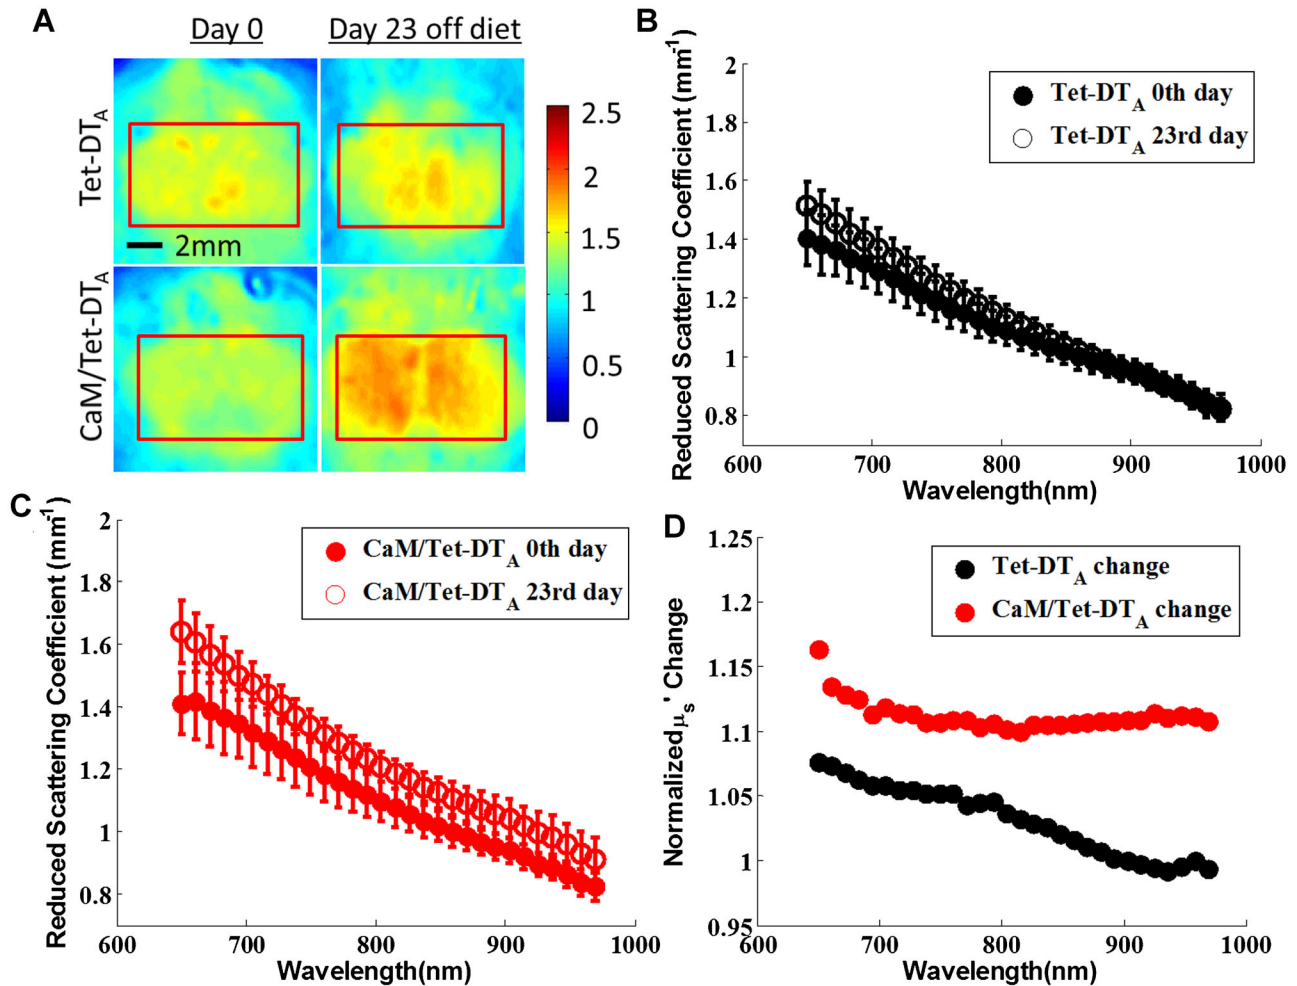 A
Day 0
Day 23 off diet
Tet-DTA
CaM/Tet-DTA
2mm
2.5
2
1.5
1
0.5
0
B
Reduced Scattering Coefficient (mm-1)
2
1.8
1.6
1.4
1.2
1
0.8
600
700
800
900
1000
Wavelength(nm)
Tet-DTA 0th day
Tet-DTA 23rd day
C
Reduced Scattering Coefficient (mm-1)
2
1.8
1.6
1.4
1.2
1
0.8
600
700
800
900
1000
Wavelength(nm)
CaM/Tet-DTA 0th day
CaM/Tet-DTA 23rd day
D
Normalizedμs' Change
1.25
1.2
1.15
1.1
1.05
1
0.95
600
700
800
900
1000
Wavelength(nm)
Tet-DTA change
CaM/Tet-DTA change